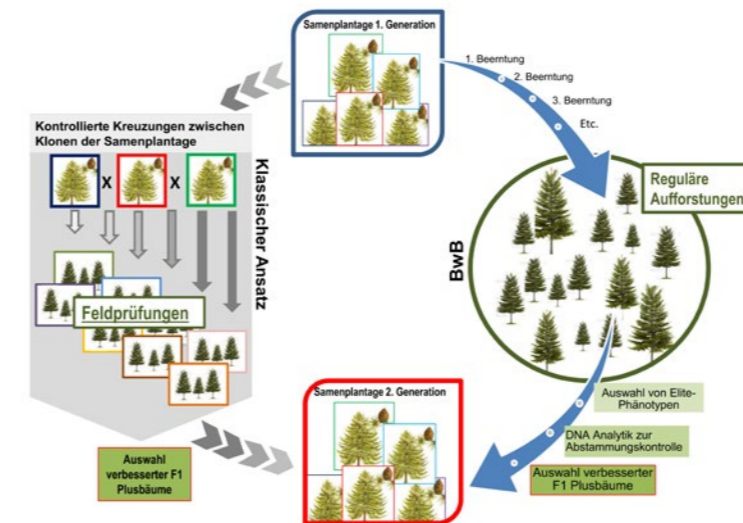 Samenplantage 1. Generation
1. Beerntung
2. Beerntung
3. Beerntung
Etc.
Kontrollierte Kreuzungen zwischen
Klonen der Samenplantage
X
X
Klassischer Ansatz
Feldprüfungen
Auswahl
verbesserter F1
Plusbäume
BwB
Reguläre
Aufforstungen
Auswahl von Elite-
Phänotypen
DNA Analytik zur
Abstammungskontrolle
Auswahl verbesserter
F1 Plusbäume
Samenplantage 2. Generation